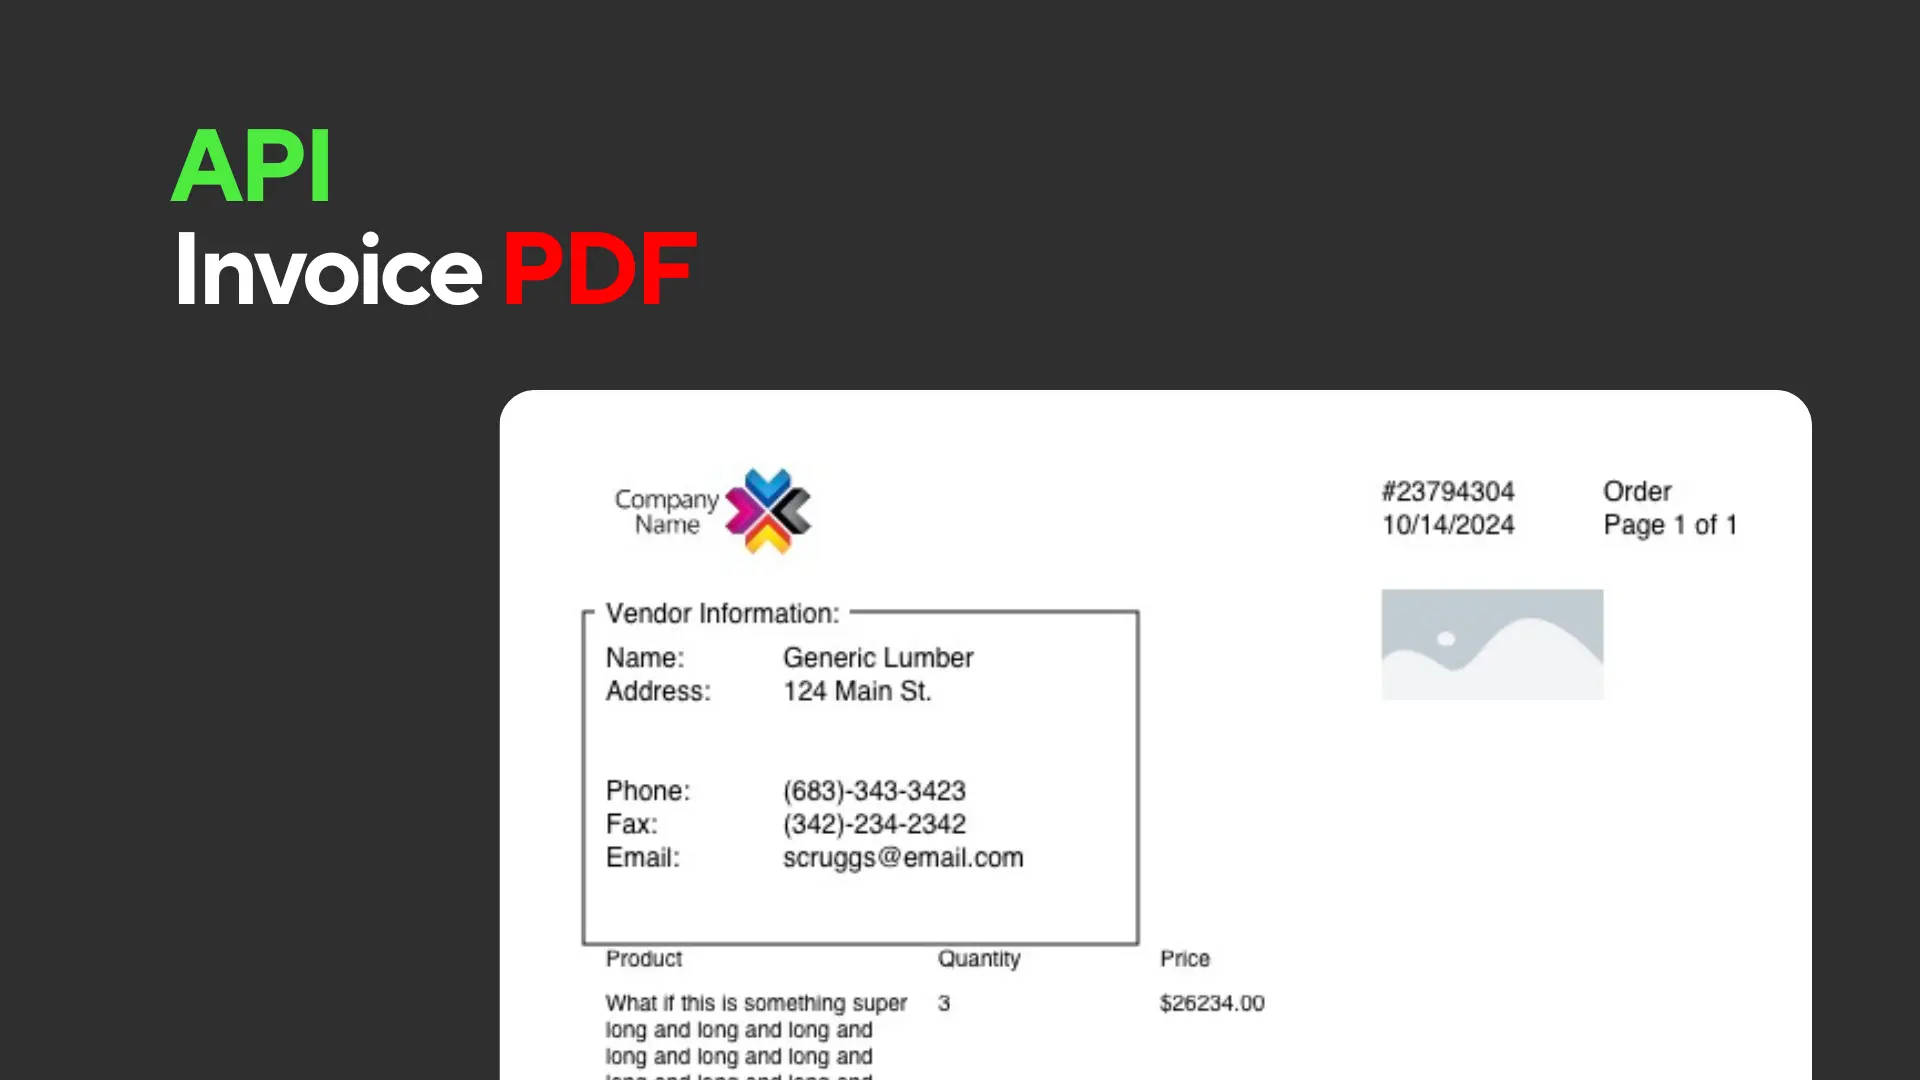 API
Invoice PDF
Company
Name
#23794304 Order
10/14/2024 Page 1 of 1
Vendor Information:
Name: Generic Lumber
Address: 124 Main St.
Phone: (683)-343-3423
Fax: (342)-234-2342
Email: scruggs@email.com
Product Quantity Price
What if this is something super 3 $26234.00
long and long and long and
long and long and long and